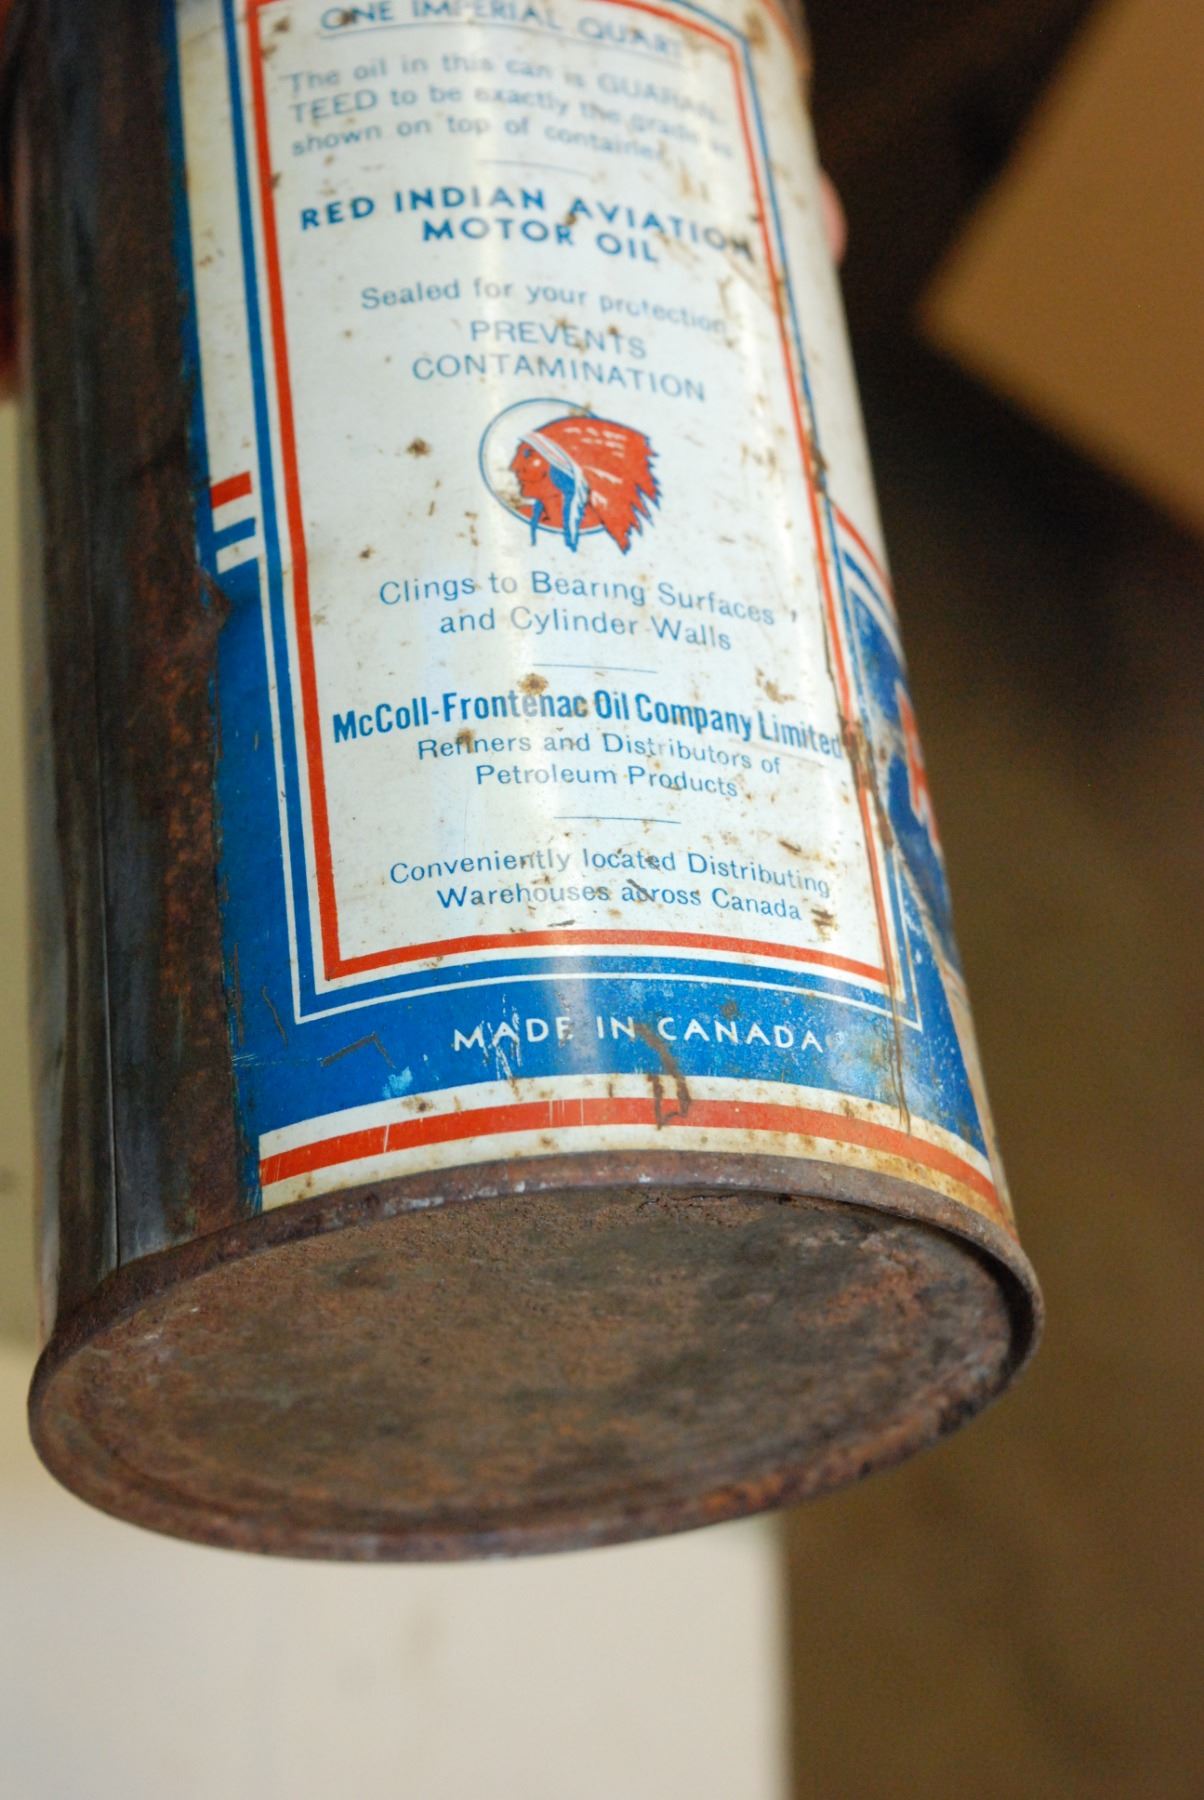 ONE IMPERIAL QUART
The oil in this can is GUARAN-
TEED to be exactly the grade as
shown on top of container.
RED INDIAN AVIATION
MOTOR OIL
Sealed for your protection
PREVENTS
CONTAMINATION
Clings to Bearing Surfaces
and Cylinder Walls
McColl-Frontenac Oil Company Limited
Refiners and Distributors of
Petroleum Products
Conveniently located Distributing
Warehouses across Canada
MADE IN CANADA